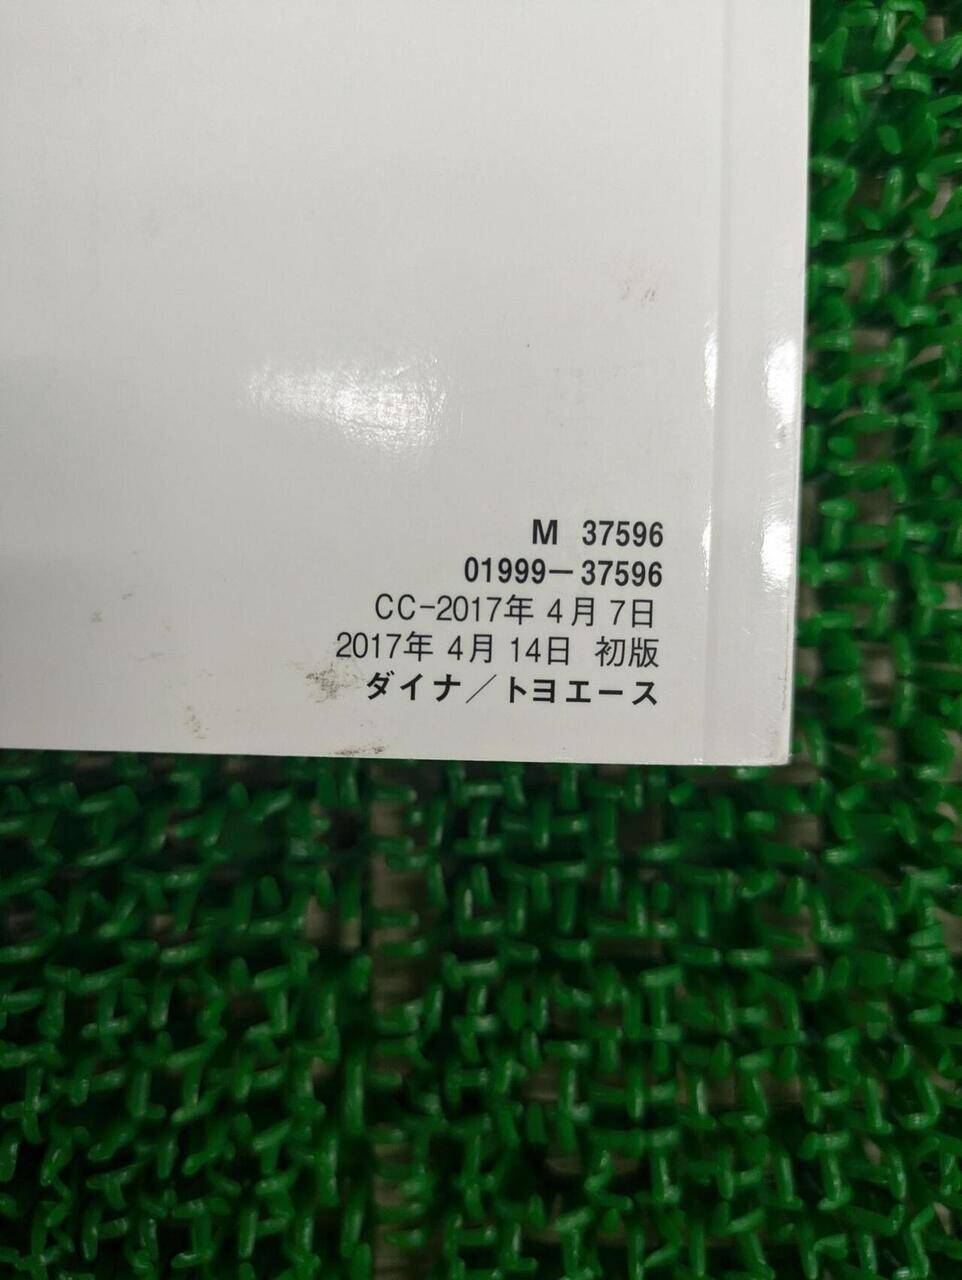 M 37596
01999-37596
CC-2017年 4月 7日
2017年 4月 14日 初版
ダイナ/トヨエース